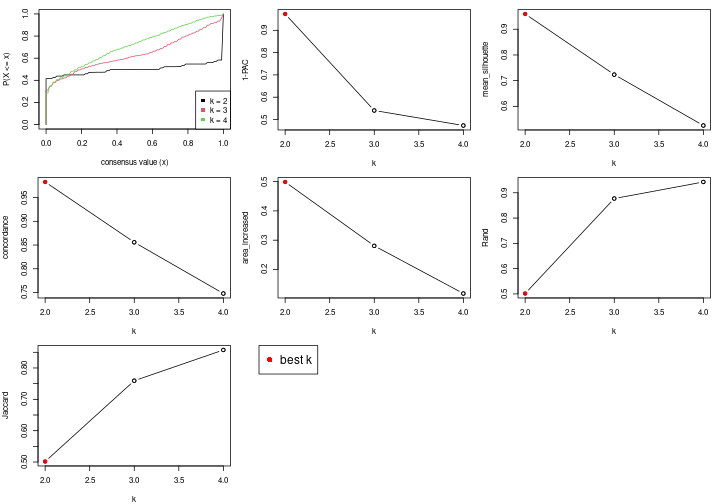 P(X <= x)
0.0 0.2 0.4 0.6 0.8 1.0
k = 2
k = 3
k = 4
0.0 0.2 0.4 0.6 0.8 1.0
consensus value (x)
1-PAC
0.5 0.6 0.7 0.8 0.9
2.0 2.5 3.0 3.5 4.0
k
mean_silhouette
0.6 0.7 0.8 0.9
2.0 2.5 3.0 3.5 4.0
k
concordance
0.75 0.80 0.85 0.90 0.95
2.0 2.5 3.0 3.5 4.0
k
area_increased
0.2 0.3 0.4 0.5
2.0 2.5 3.0 3.5 4.0
k
Rand
0.5 0.6 0.7 0.8 0.9
2.0 2.5 3.0 3.5 4.0
k
Jaccard
0.50 0.60 0.70 0.80
2.0 2.5 3.0 3.5 4.0
k
best k